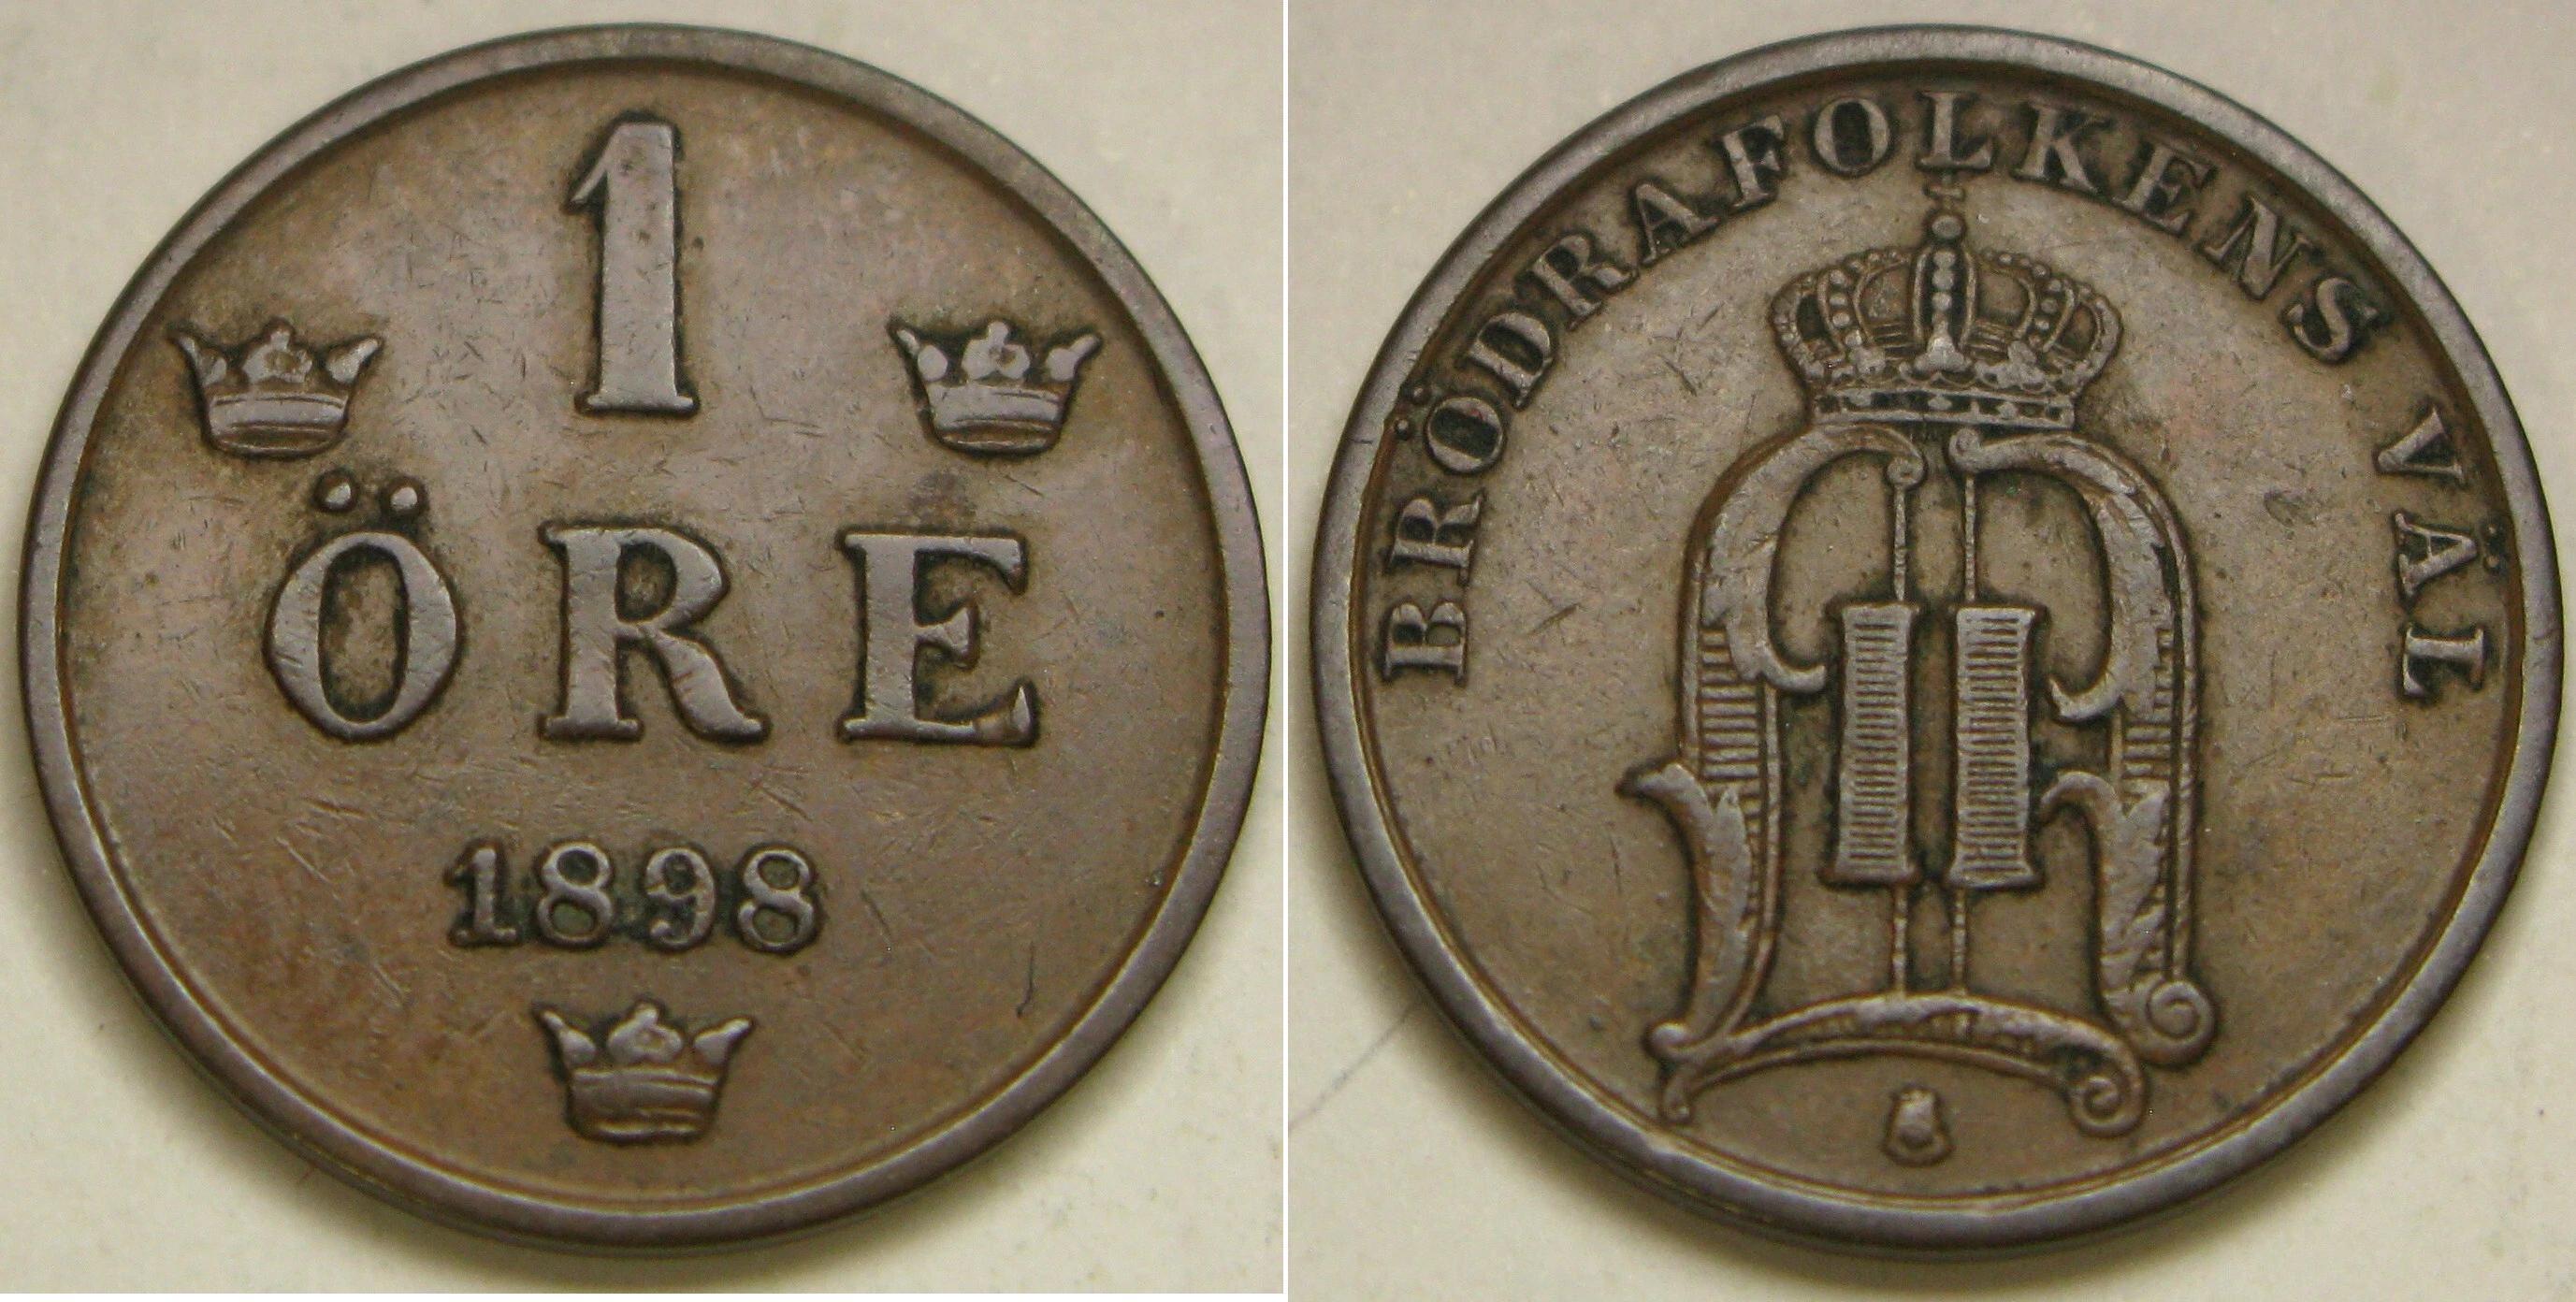 1
ÖRE
1898
BRÖDRAFOLKENS VÄL
II